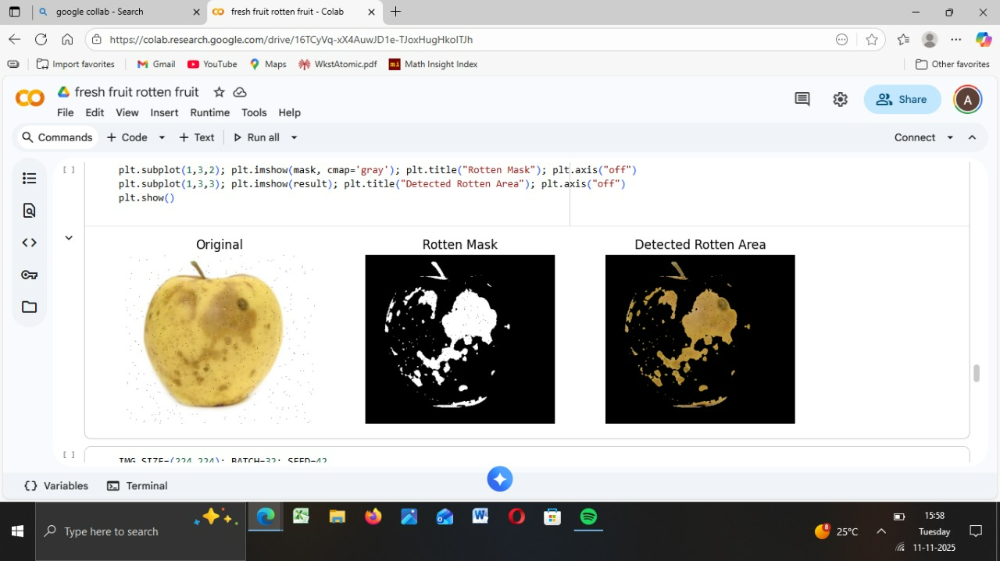 google collab - Search
fresh fruit rotten fruit - Colab
https://colab.research.google.com/drive/16TCyVq-xX4AuwJD1e-TJoxHugHkoITJh
Import favorites
Gmail
YouTube
Maps
WkstAtomic.pdf
mi
Math Insight Index
Other favorites
CO
fresh fruit rotten fruit
File Edit View Insert Runtime Tools Help
Share
A
Commands
+ Code
+ Text
Run all
Connect
[ ]
plt.subplot(1,3,2); plt.imshow(mask, cmap='gray'); plt.title("Rotten Mask"); plt.axis("off")
plt.subplot(1,3,3); plt.imshow(result); plt.title("Detected Rotten Area"); plt.axis("off")
plt.show()
Original
Rotten Mask
Detected Rotten Area
[ ]
IMG_SIZE=(224,224); BATCH=32; SEED=42
{} Variables
Terminal
Type here to search
8
25°C
15:58
Tuesday
11-11-2025